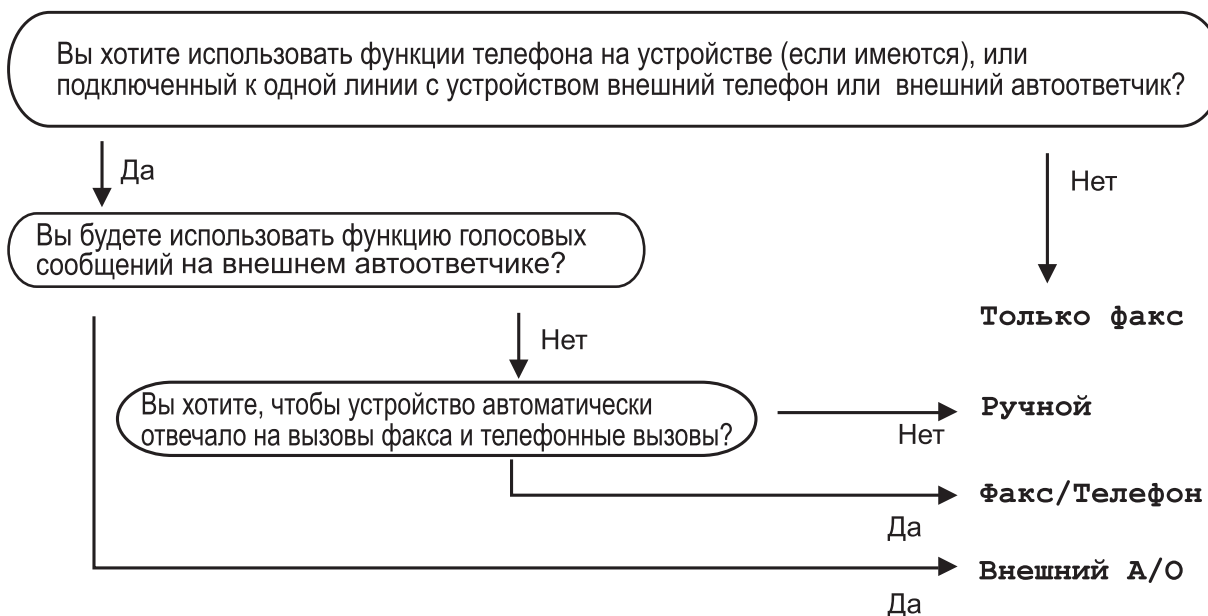 Вы хотите использовать функции телефона на устройстве (если имеются), или
подключенный к одной линии с устройством внешний телефон или внешний автоответчик?
Да
Нет
Вы будете использовать функцию голосовых
сообщений на внешнем автоответчике?
Только факс
Нет
Вы хотите, чтобы устройство автоматически
отвечало на вызовы факса и телефонные вызовы?
Ручной
Нет
Факс/Телефон
Да
Внешний А/О
Да